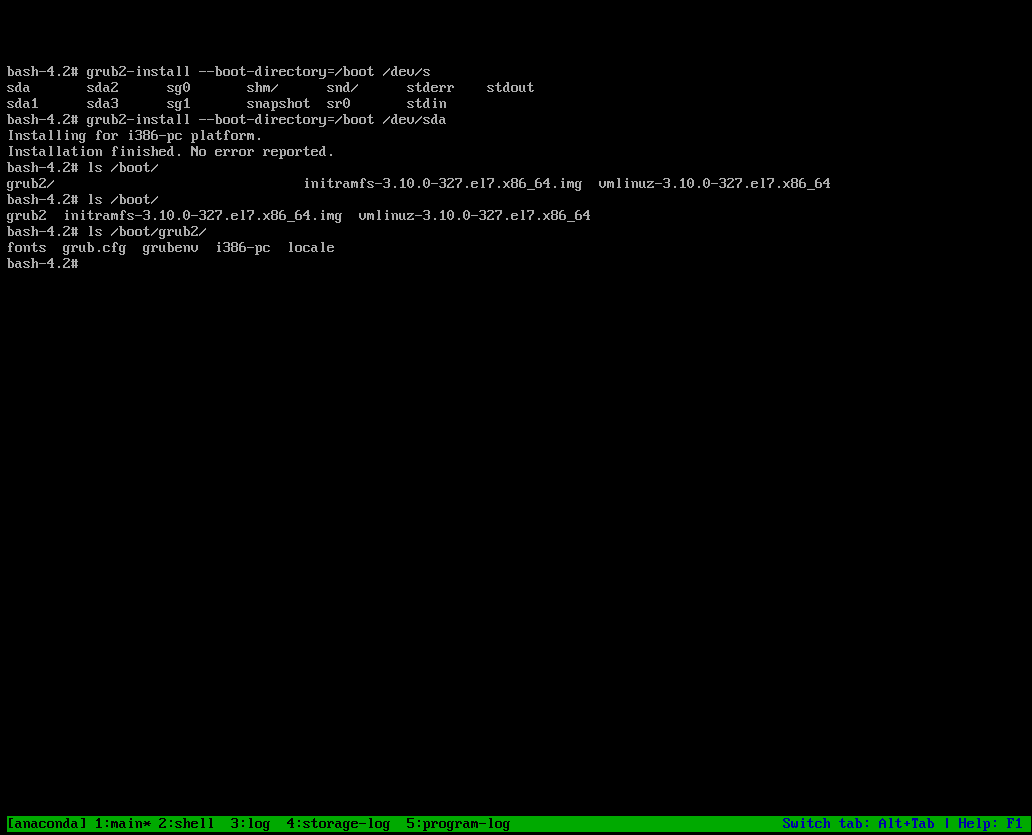 bash-4.2# grub2-install --boot-directory=/boot /dev/s
sda       sda2      sg0       shm/      snd/      stderr    stdout
sda1      sda3      sg1       snapshot  sr0       stdin
bash-4.2# grub2-install --boot-directory=/boot /dev/sda
Installing for i386-pc platform.
Installation finished. No error reported.
bash-4.2# ls /boot/
grub2/                               initramfs-3.10.0-327.el7.x86_64.img  vmlinuz-3.10.0-327.el7.x86_64
bash-4.2# ls /boot/
grub2  initramfs-3.10.0-327.el7.x86_64.img  vmlinuz-3.10.0-327.el7.x86_64
bash-4.2# ls /boot/grub2/
fonts  grub.cfg  grubenv  i386-pc  locale
bash-4.2#
[anaconda] 1:main* 2:shell  3:log  4:storage-log  5:program-log                                  Switch tab: Alt+Tab | Help: F1